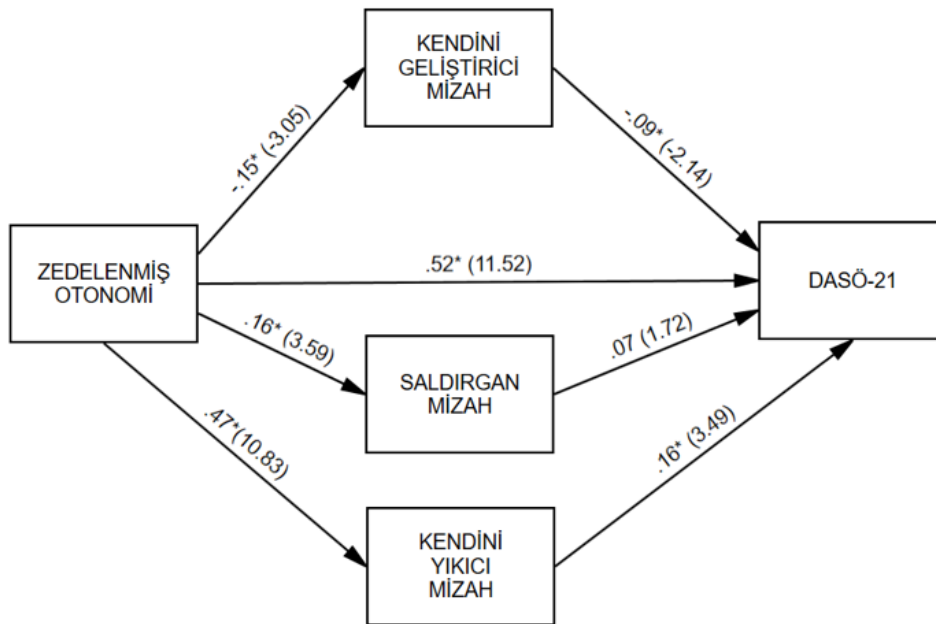 KENDİNİ
GELİŞTİRİCİ
MİZAH
-.15* (-3.05)
-.09* (-2.14)
ZEDELENMİŞ
OTONOMİ
.52* (11.52)
DASÖ-21
.16* (3.59)
.07 (1.72)
SALDIRGAN
MİZAH
.47*(10.83)
.16* (3.49)
KENDİNİ
YIKICI
MİZAH